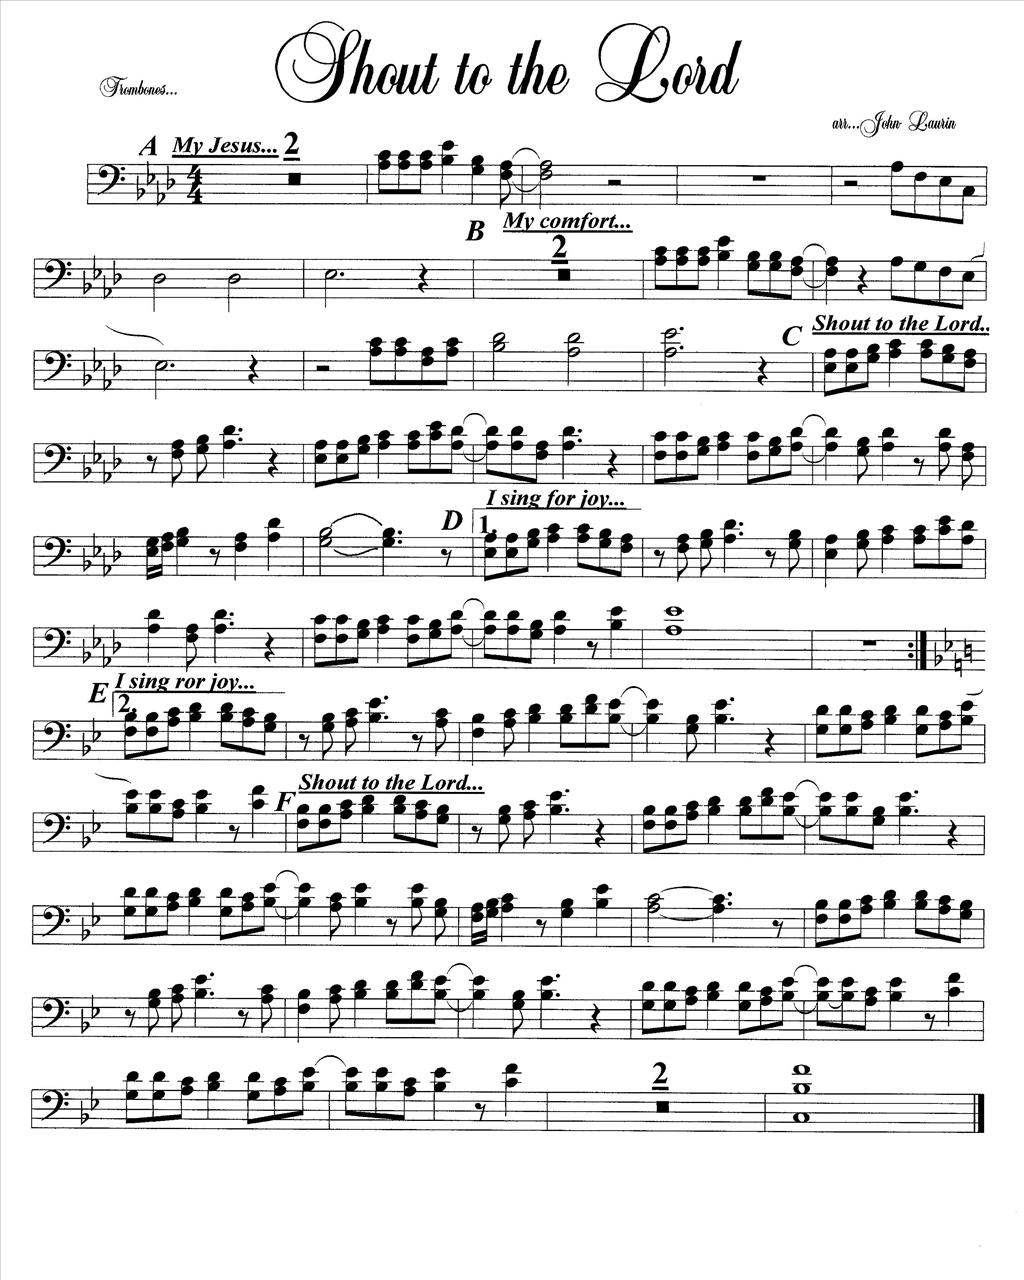 Shout to the Lord
Trombones...
arr...John Laurin
A My Jesus... 2
4
4
B My comfort...
2
C Shout to the Lord..
I sing for joy...
D 1.
E I sing ror joy...
2.
Shout to the Lord...
F
2